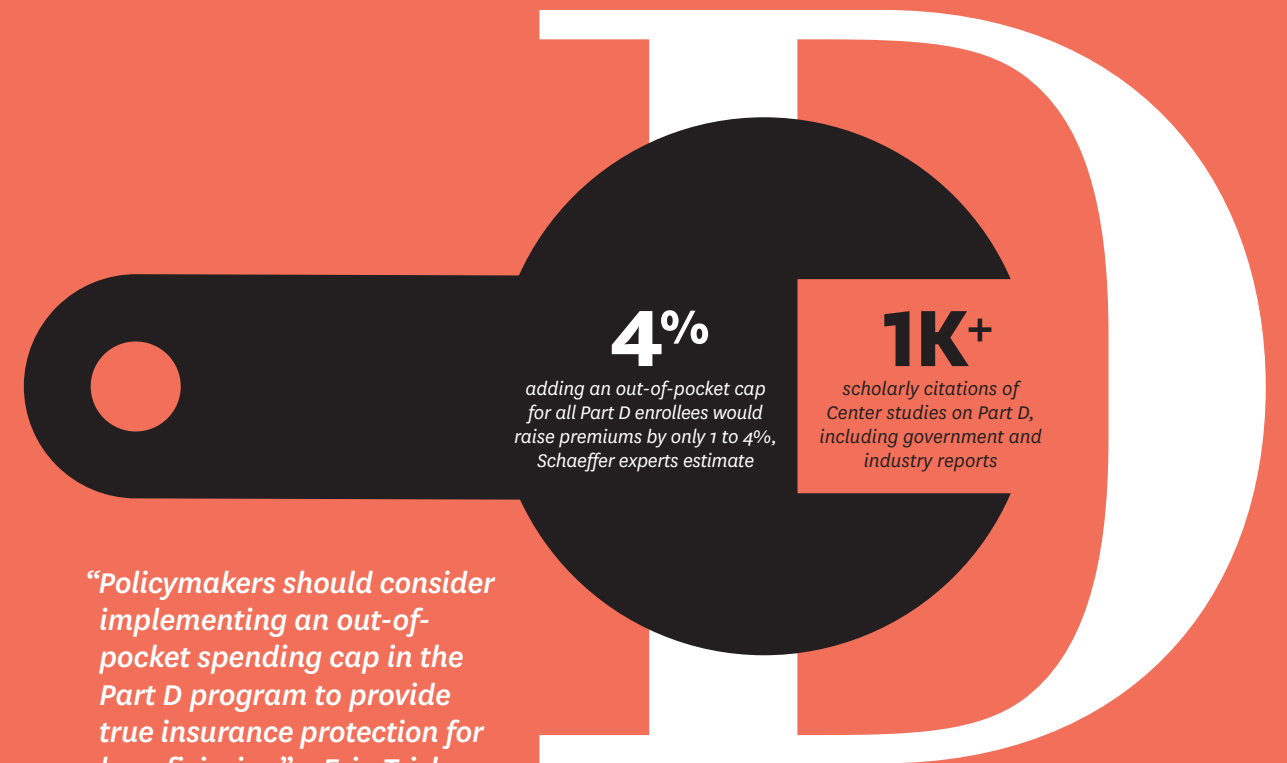 D
4%
adding an out-of-pocket cap
for all Part D enrollees would
raise premiums by only 1 to 4%,
Schaeffer experts estimate
1K+
scholarly citations of
Center studies on Part D,
including government and
industry reports
“Policymakers should consider
implementing an out-of-
pocket spending cap in the
Part D program to provide
true insurance protection for